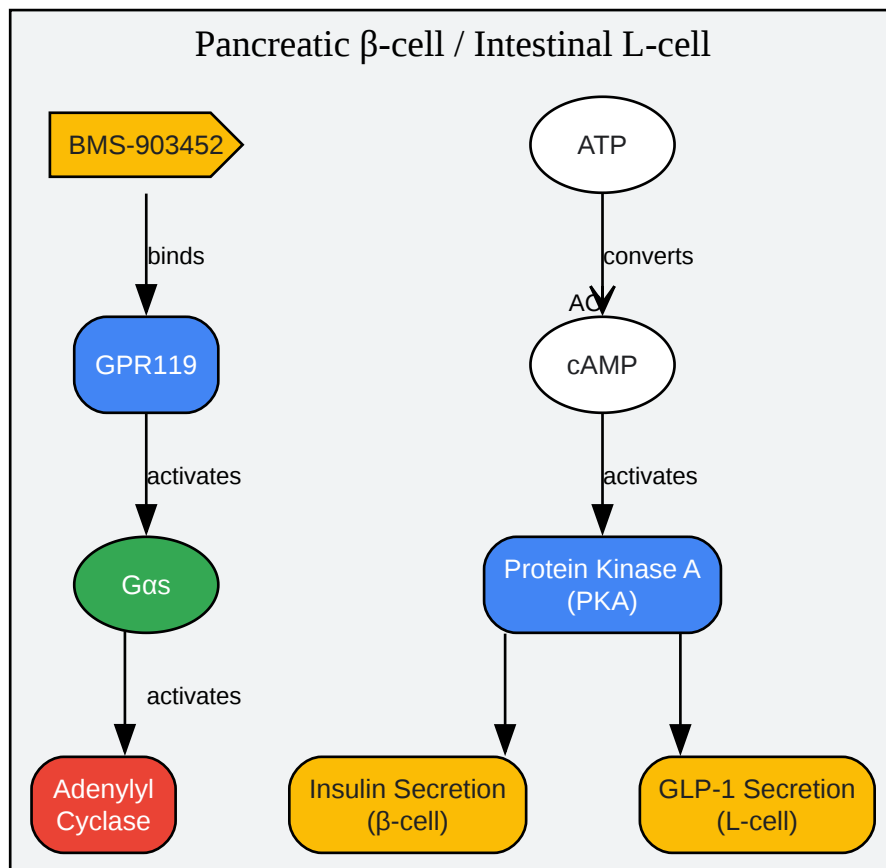 Pancreatic β-cell / Intestinal L-cell
BMS-903452
binds
GPR119
activates
Gαs
activates
Adenylyl
Cyclase
ATP
converts
AC
cAMP
activates
Protein Kinase A
(PKA)
Insulin Secretion
(β-cell)
GLP-1 Secretion
(L-cell)